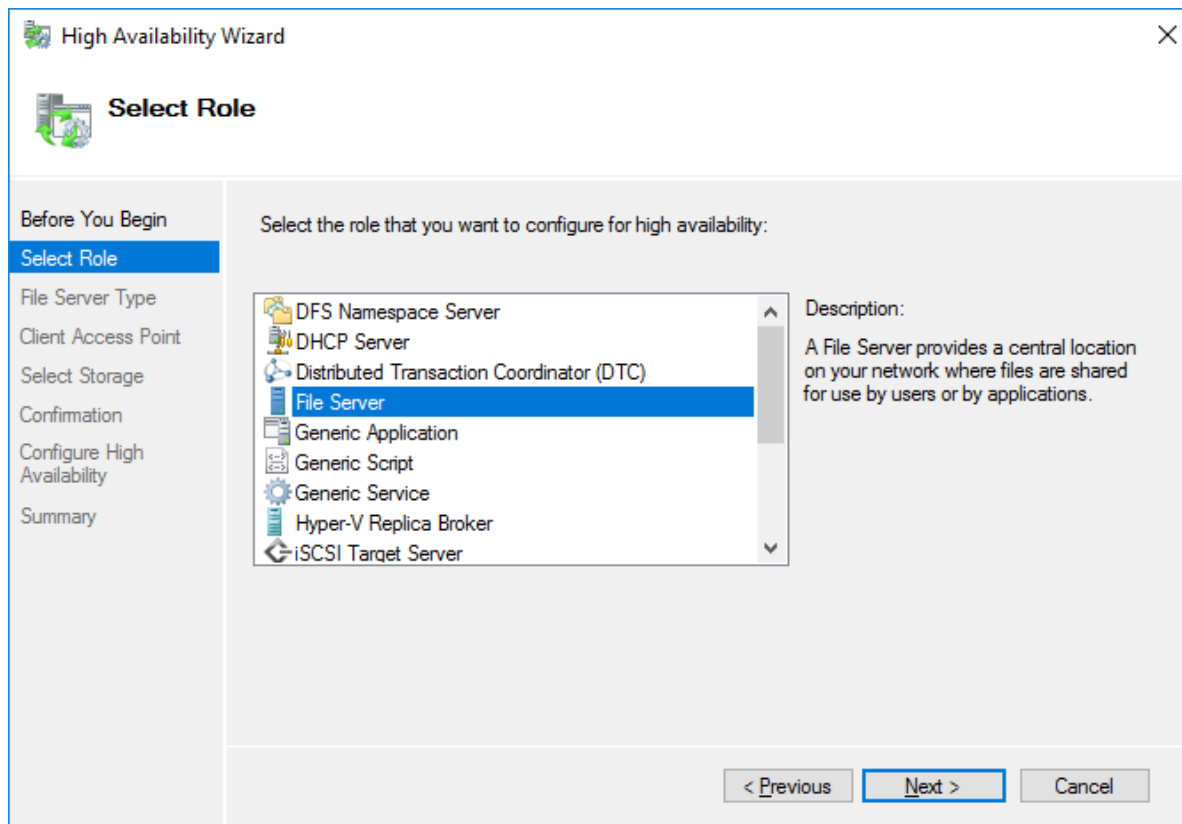 High Availability Wizard
Select Role
Before You Begin
Select Role
File Server Type
Client Access Point
Select Storage
Confirmation
Configure High
Availability
Summary
Select the role that you want to configure for high availability:
DFS Namespace Server
DHCP Server
Distributed Transaction Coordinator (DTC)
File Server
Generic Application
Generic Script
Generic Service
Hyper-V Replica Broker
iSCSI Target Server
Description:
A File Server provides a central location
on your network where files are shared
for use by users or by applications.
< Previous
Next >
Cancel